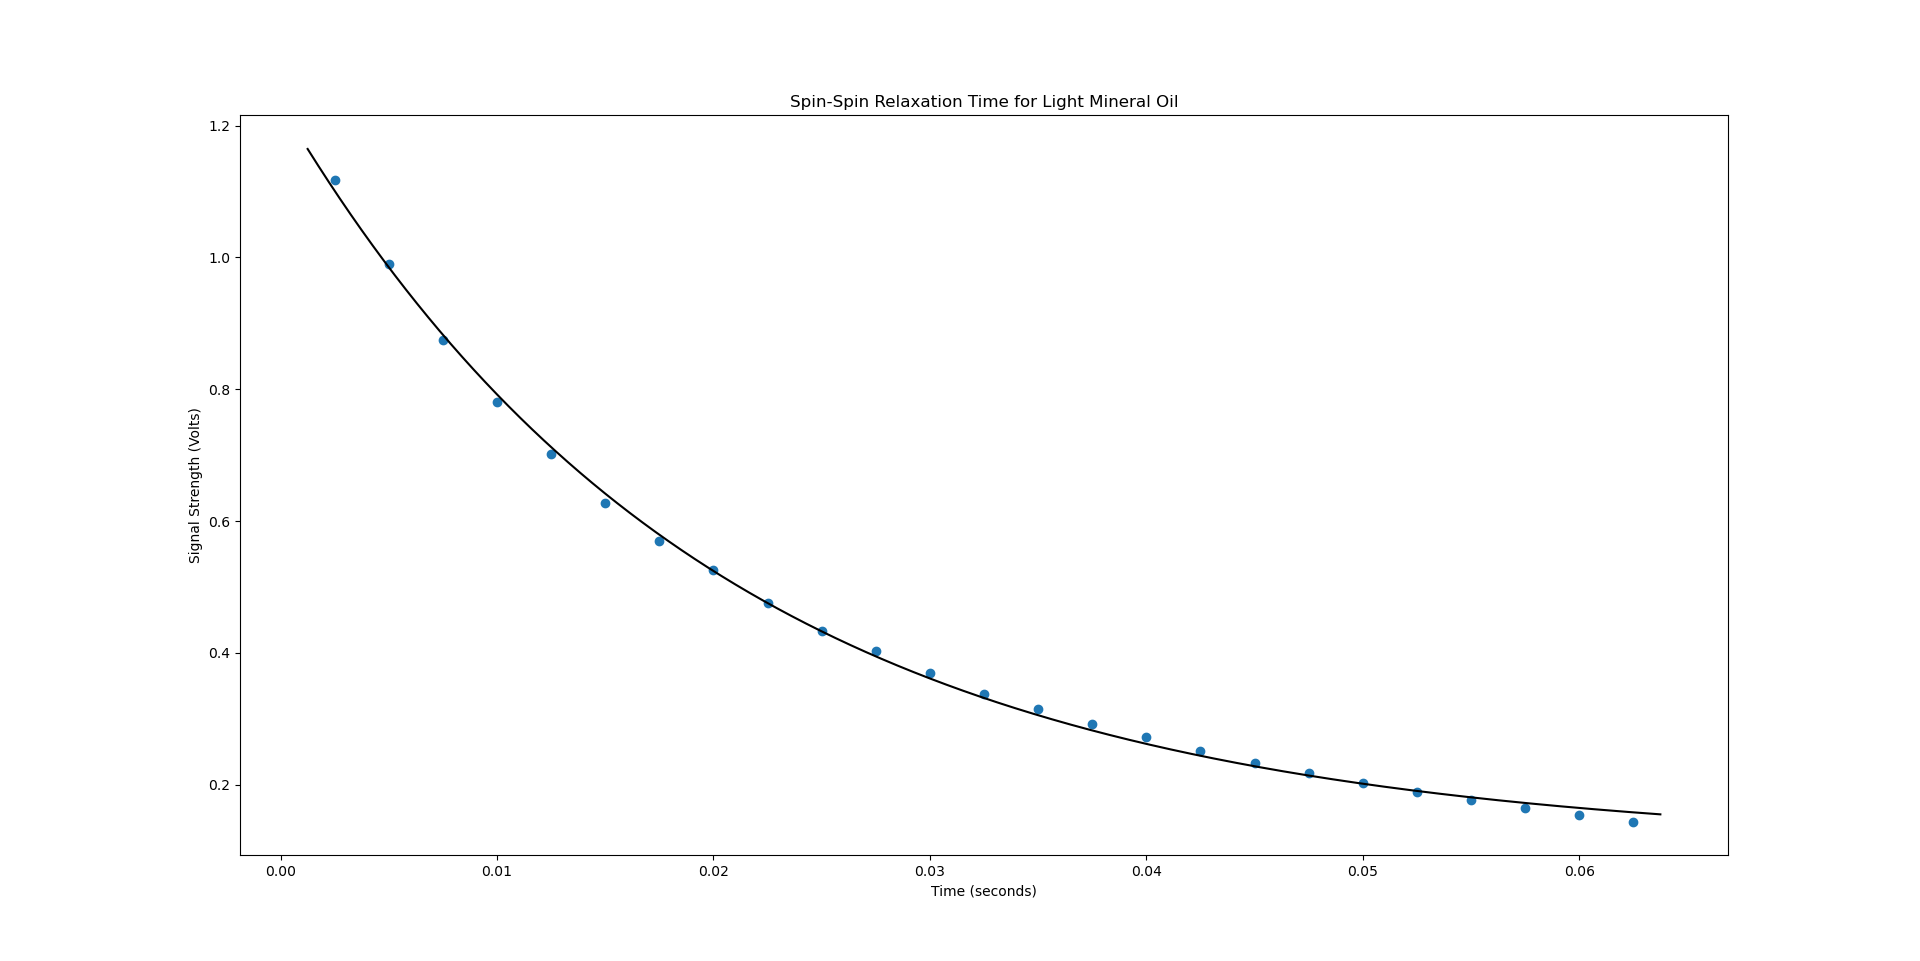 Spin-Spin Relaxation Time for Light Mineral Oil
1.2
1.0
0.8
0.6
0.4
0.2
Signal Strength (Volts)
0.00 0.01 0.02 0.03 0.04 0.05 0.06
Time (seconds)